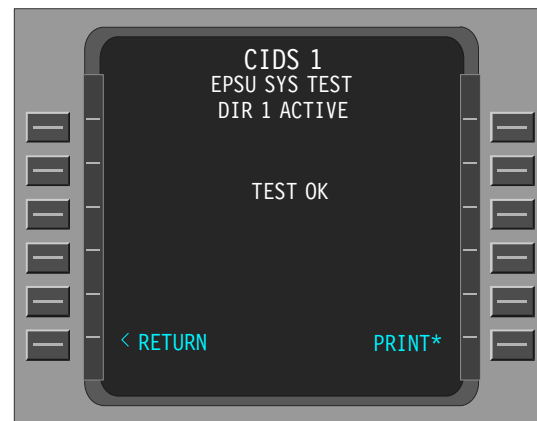 CIDS 1
EPSU SYS TEST
DIR 1 ACTIVE
TEST OK
< RETURN PRINT*